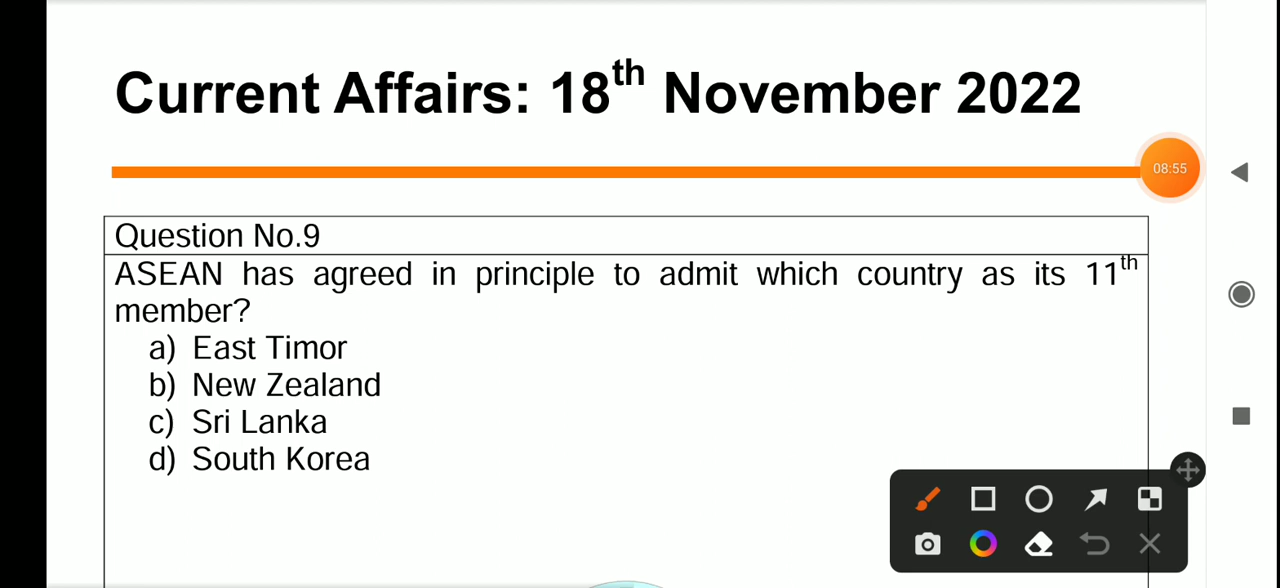 Current Affairs: 18th November 2022
08:55
Question No.9
ASEAN has agreed in principle to admit which country as its 11th
member?
a) East Timor
b) New Zealand
c) Sri Lanka
d) South Korea